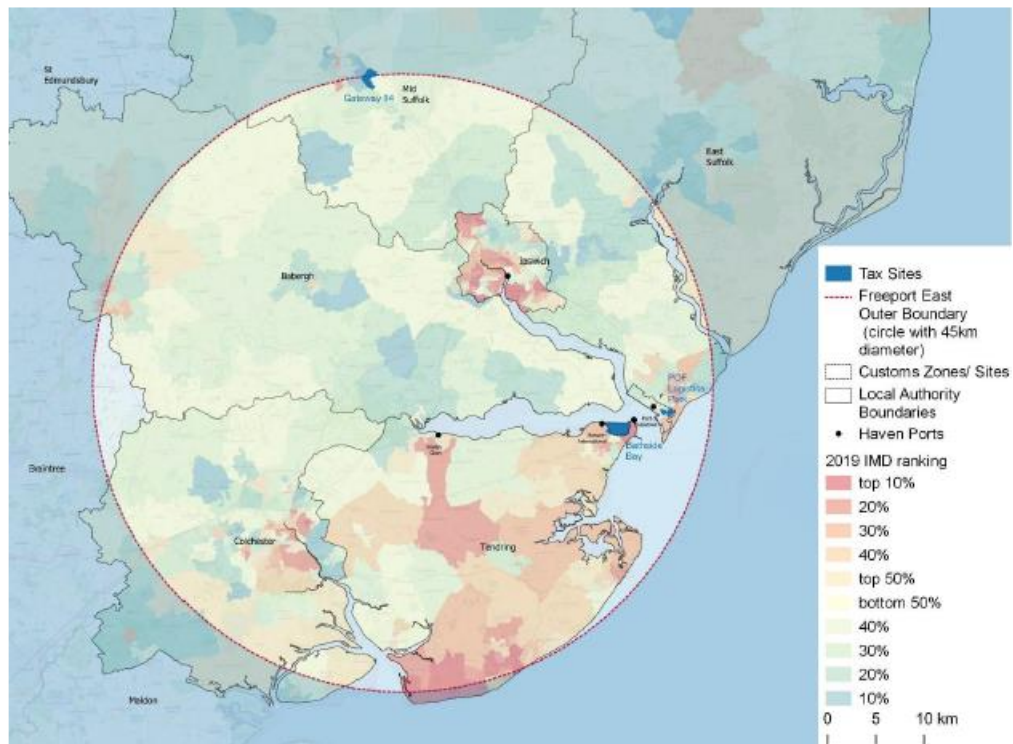 St
Edmundsbury
Gateway 14
Mid
Suffolk
East
Suffolk
Ipswich
Babergh
Bathside
Bay
Braintree
Colchester
Tendring
Maldon
Tax Sites
Freeport East
Outer Boundary
(circle with 45km
diameter)
Customs Zones/ Sites
Local Authority
Boundaries
Haven Ports
2019 IMD ranking
top 10%
20%
30%
40%
top 50%
bottom 50%
40%
30%
20%
10%
0 5 10 km